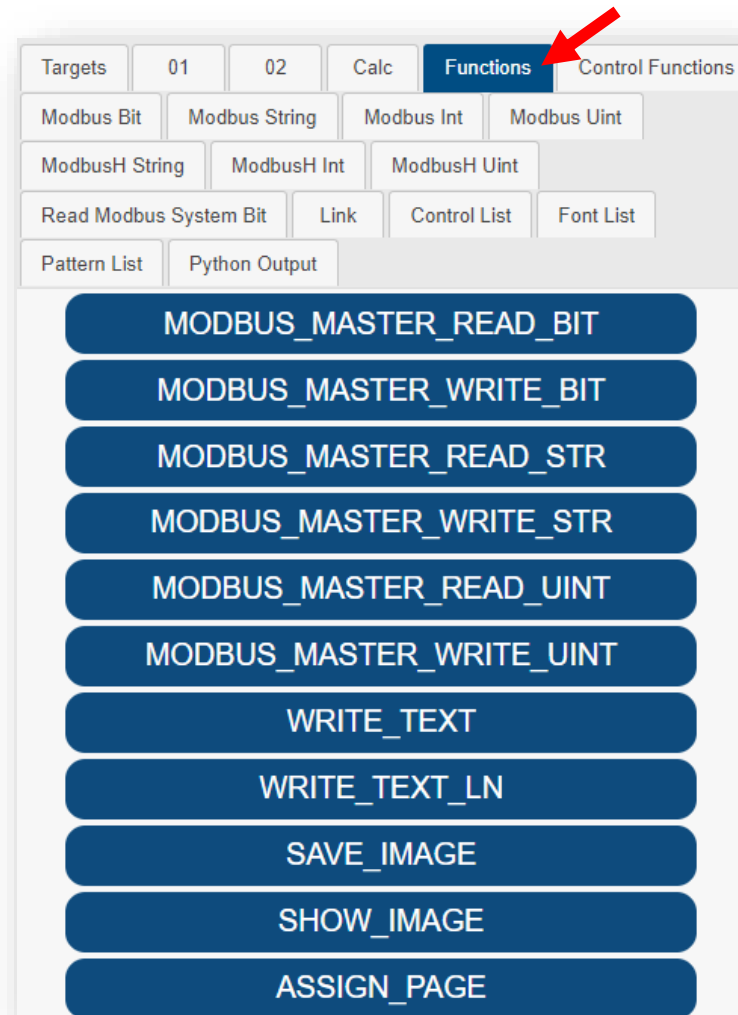 Targets 01 02 Calc Functions Control Functions
Modbus Bit Modbus String Modbus Int Modbus Uint
ModbusH String ModbusH Int ModbusH Uint
Read Modbus System Bit Link Control List Font List
Pattern List Python Output
MODBUS_MASTER_READ_BIT
MODBUS_MASTER_WRITE_BIT
MODBUS_MASTER_READ_STR
MODBUS_MASTER_WRITE_STR
MODBUS_MASTER_READ_UINT
MODBUS_MASTER_WRITE_UINT
WRITE_TEXT
WRITE_TEXT_LN
SAVE_IMAGE
SHOW_IMAGE
ASSIGN_PAGE